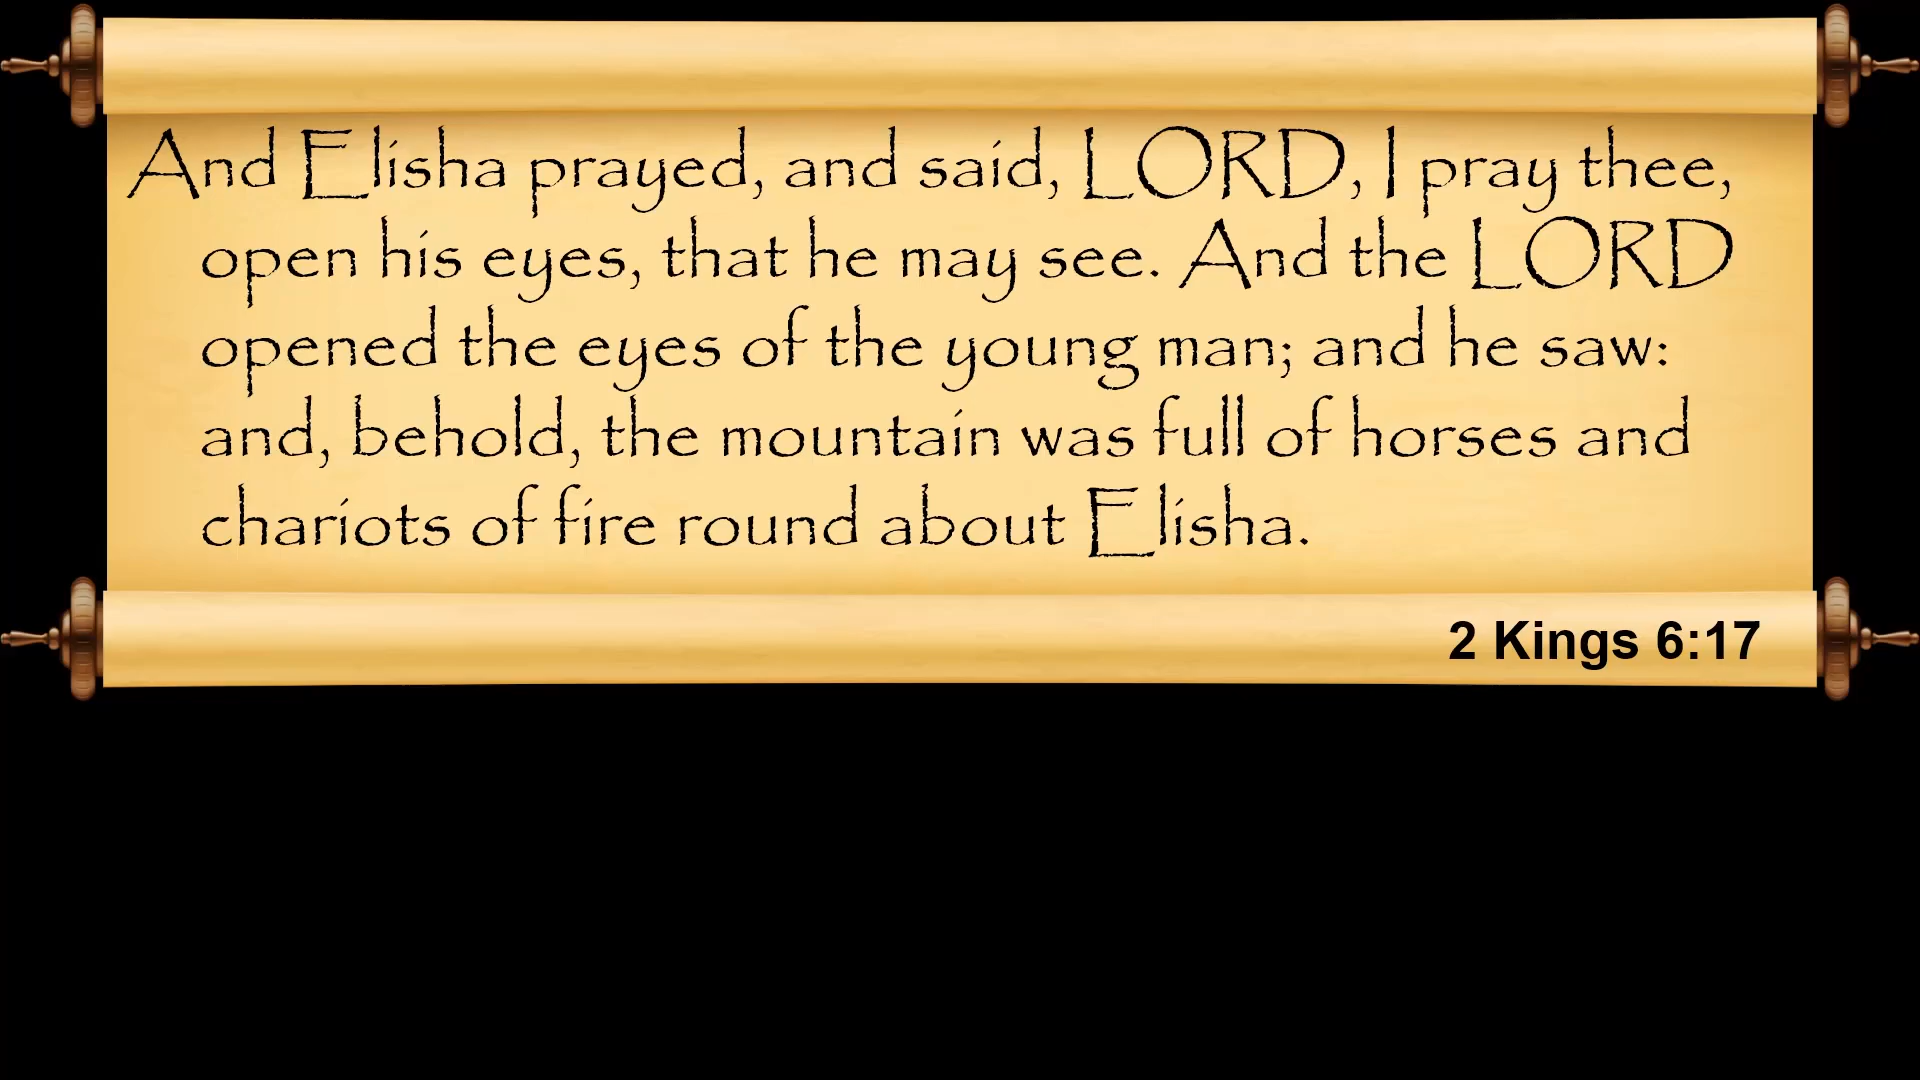 And Elisha prayed, and said, LORD, I pray thee,
open his eyes, that he may see. And the LORD
opened the eyes of the young man; and he saw:
and, behold, the mountain was full of horses and
chariots of fire round about Elisha.
2 Kings 6:17